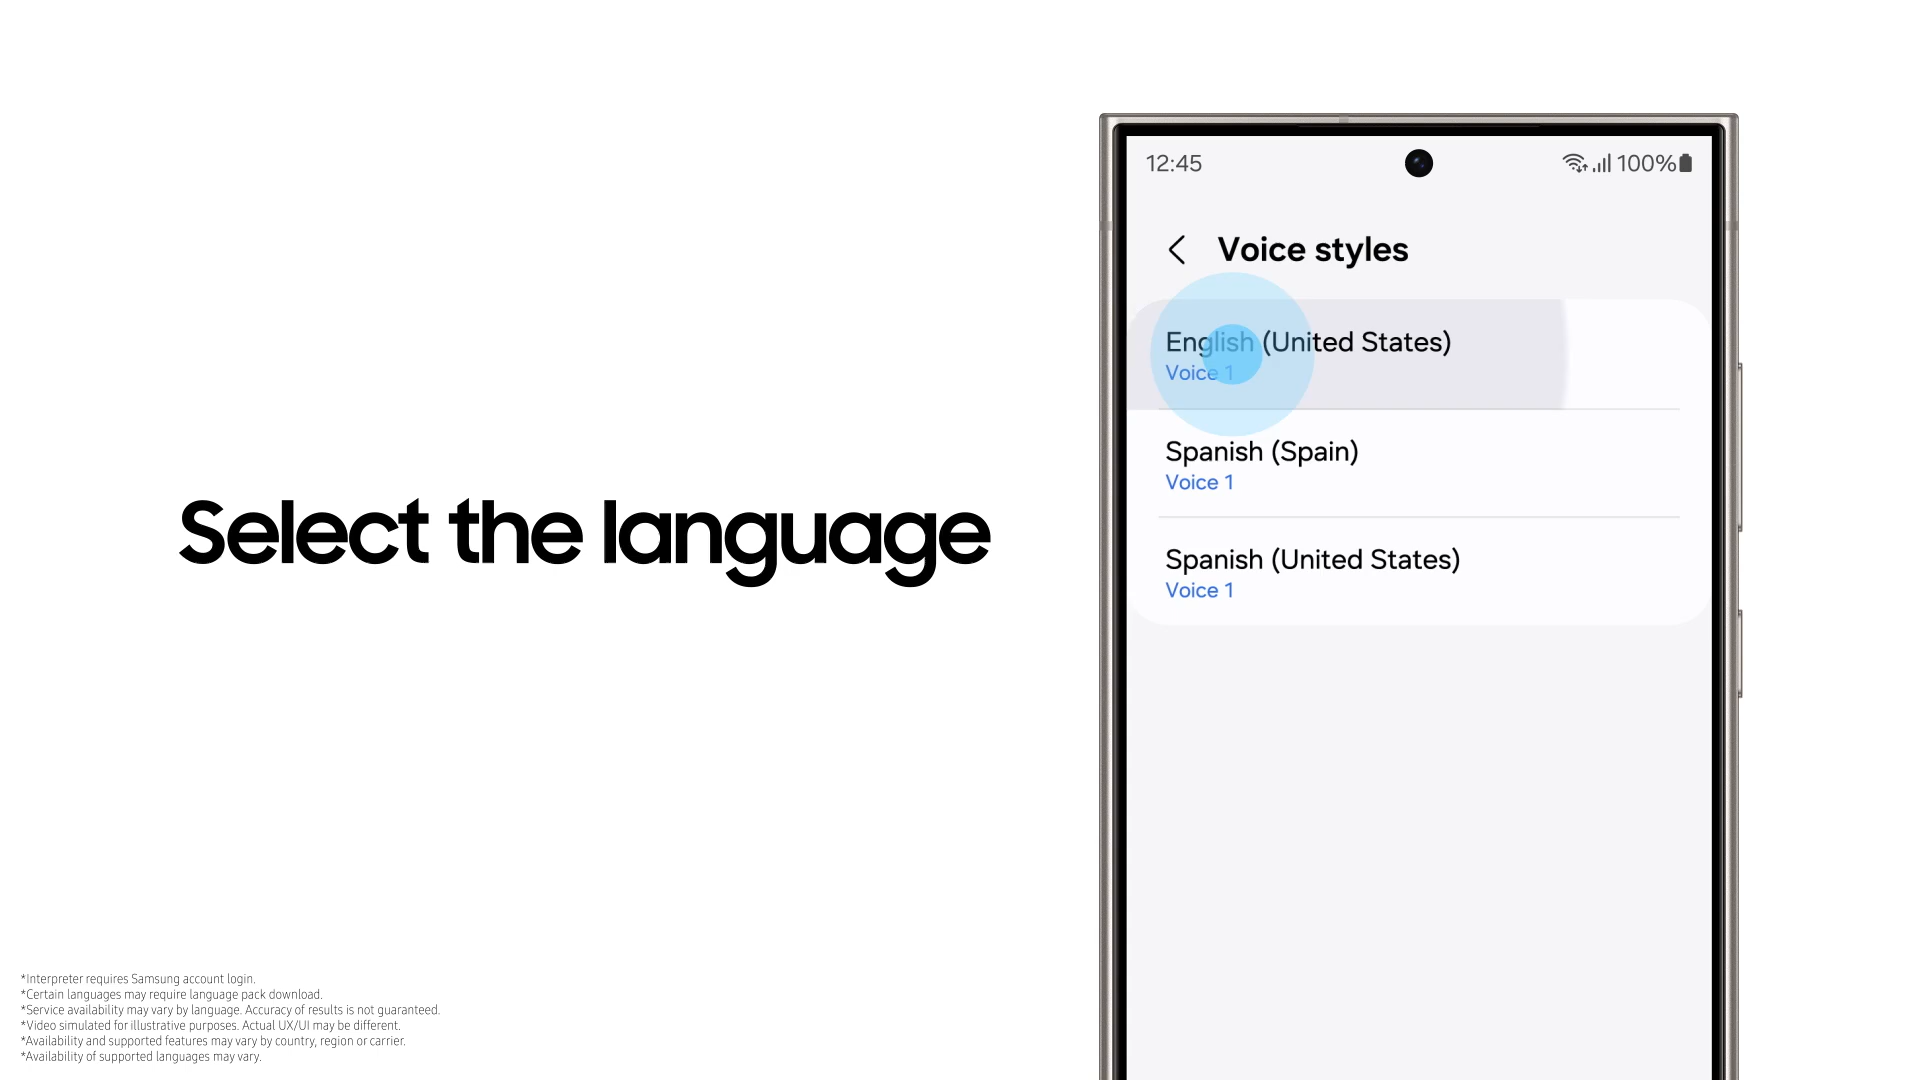 Select the language
12:45
100%
Voice styles
English (United States)
Voice 1
Spanish (Spain)
Voice 1
Spanish (United States)
Voice 1
*Interpreter requires Samsung account login.
*Certain languages may require language pack download.
*Service availability may vary by language. Accuracy of results is not guaranteed.
*Video simulated for illustrative purposes. Actual UX/UI may be different.
*Availability and supported features may vary by country, region or carrier.
*Availability of supported languages may vary.